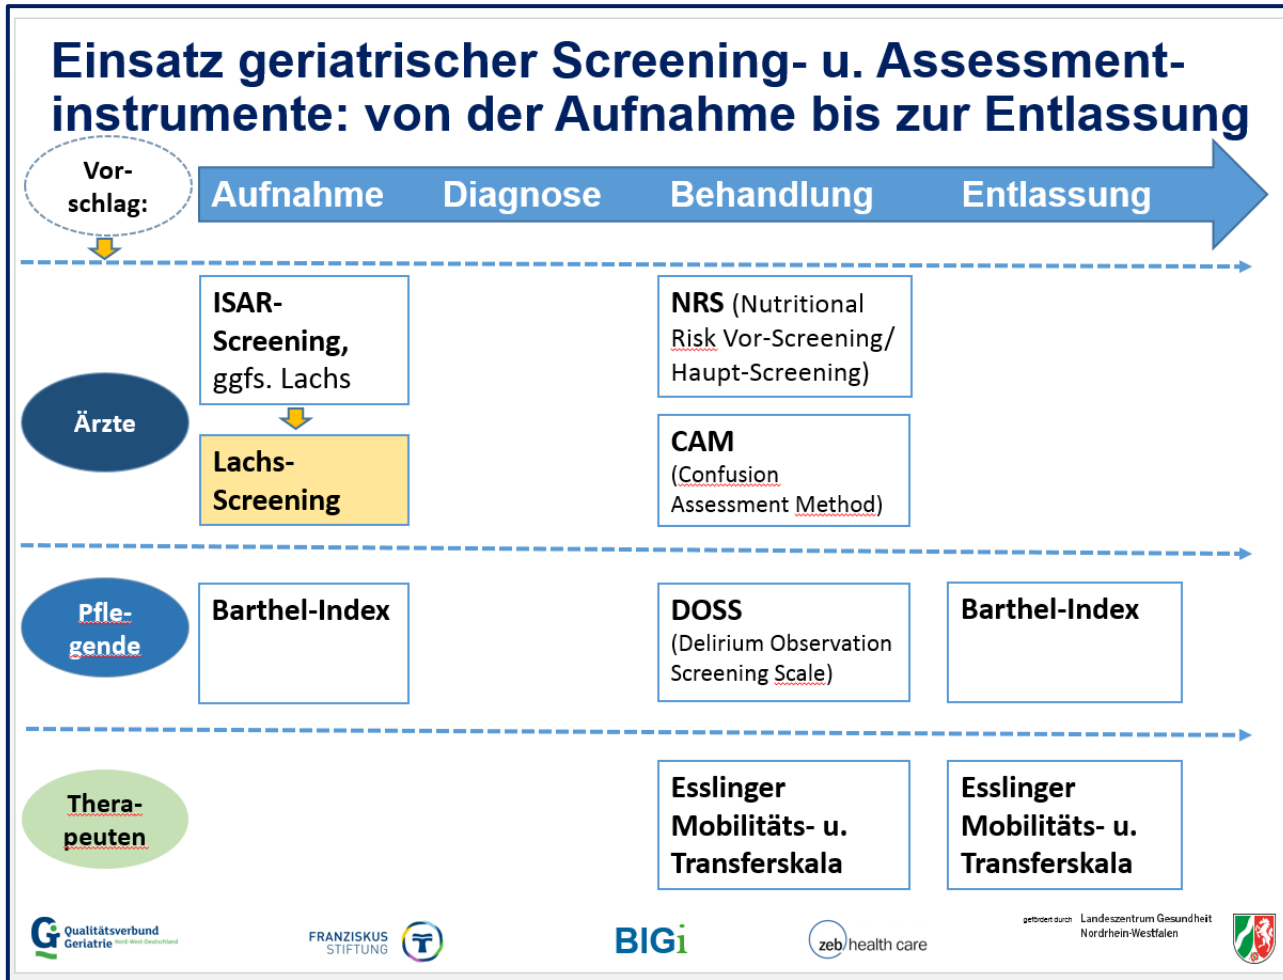 Einsatz geriatrischer Screening- u. Assessment-
instrumente: von der Aufnahme bis zur Entlassung
Vor-
schlag:
Aufnahme
Diagnose
Behandlung
Entlassung
Ärzte
ISAR-
Screening,
ggfs. Lachs
Lachs-
Screening
NRS (Nutritional
Risk Vor-Screening/
Haupt-Screening)
CAM
(Confusion
Assessment Method)
Pfle-
gende
Barthel-Index
DOSS
(Delirium Observation
Screening Scale)
Barthel-Index
Thera-
peuten
Esslinger
Mobilitäts- u.
Transferskala
Esslinger
Mobilitäts- u.
Transferskala
Qualitätsverbund
Geriatrie Nord-West-Deutschland
FRANZISKUS
STIFTUNG
BIGi
zeb/health care
gefördert durch Landeszentrum Gesundheit
Nordrhein-Westfalen